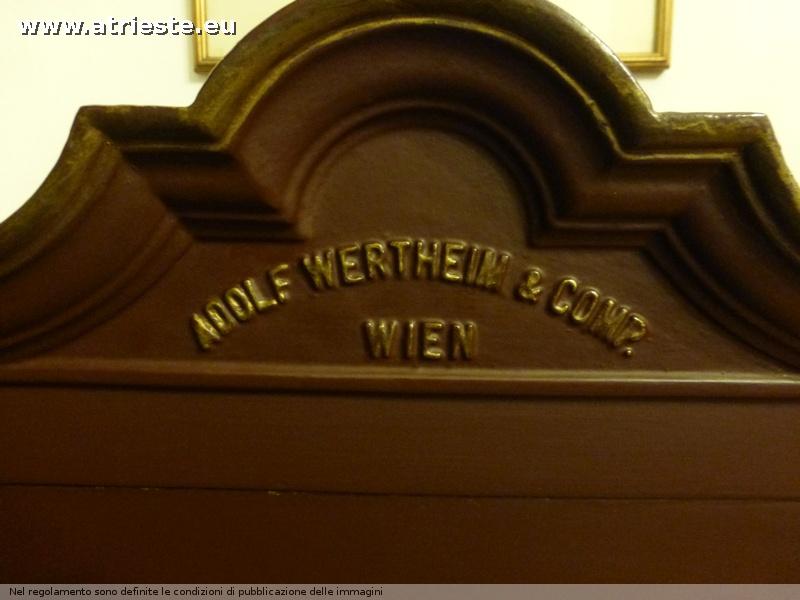 www.atrieste.eu
ADOLF WERTHEIM & COMP.
WIEN
Nel regolamento sono definite le condizioni di pubblicazione delle immagini